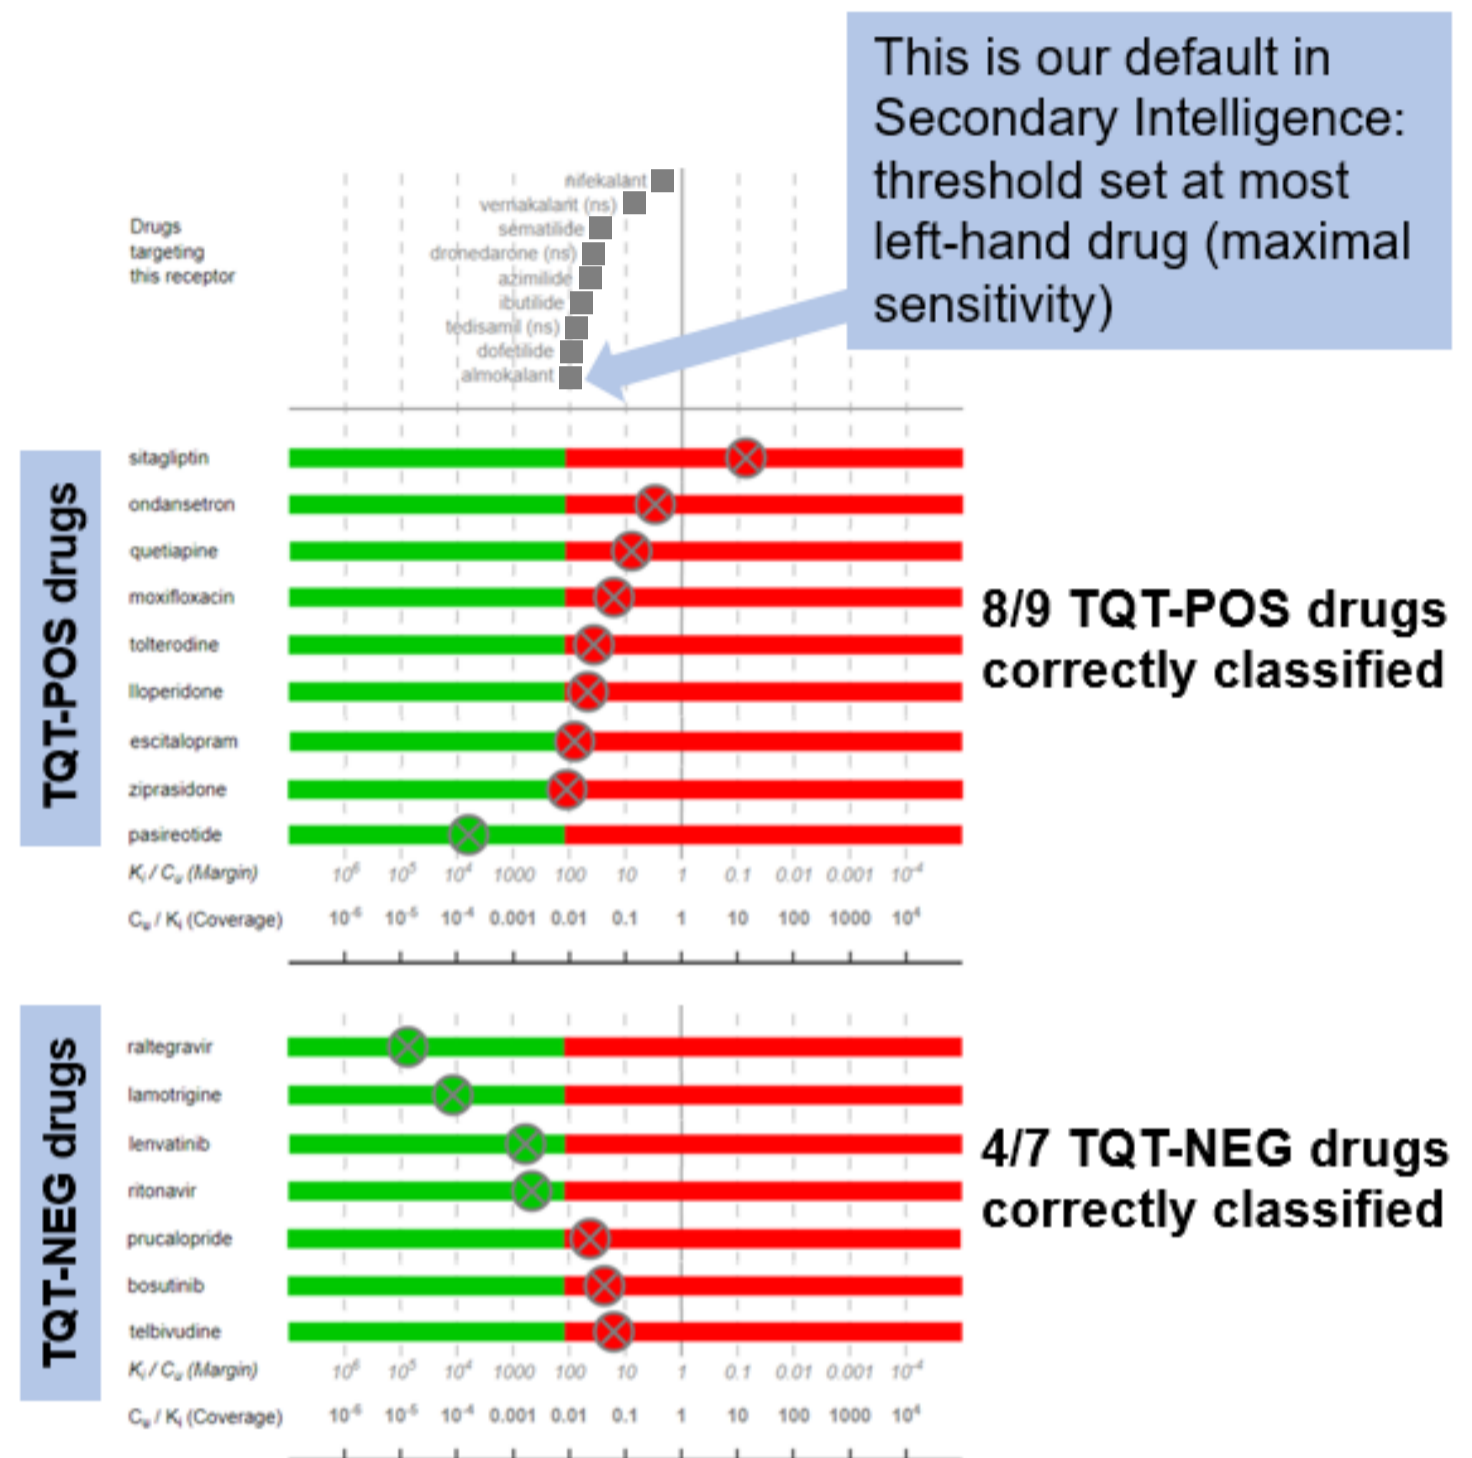 This is our default in
Secondary Intelligence:
threshold set at most
left-hand drug (maximal
sensitivity)
Drugs
targeting
this receptor
nifekalant
vernakalant (ns)
sematilide
dronedarone (ns)
azimilide
ibutilide
tedisamil (ns)
dofetilide
almokalant
TQT-POS drugs
sitagliptin
ondansetron
quetiapine
moxifloxacin
tolterodine
Iloperidone
escitalopram
ziprasidone
pasireotide
8/9 TQT-POS drugs
correctly classified
Ki / Cu (Margin) 10⁶ 10⁵ 10⁴ 1000 100 10 1 0.1 0.01 0.001 10⁻⁴
Cu / Ki (Coverage) 10⁻⁶ 10⁻⁵ 10⁻⁴ 0.001 0.01 0.1 1 10 100 1000 10⁴
TQT-NEG drugs
raltegravir
lamotrigine
lenvatinib
ritonavir
prucalopride
bosutinib
telbivudine
4/7 TQT-NEG drugs
correctly classified
Ki / Cu (Margin) 10⁶ 10⁵ 10⁴ 1000 100 10 1 0.1 0.01 0.001 10⁻⁴
Cu / Ki (Coverage) 10⁻⁶ 10⁻⁵ 10⁻⁴ 0.001 0.01 0.1 1 10 100 1000 10⁴